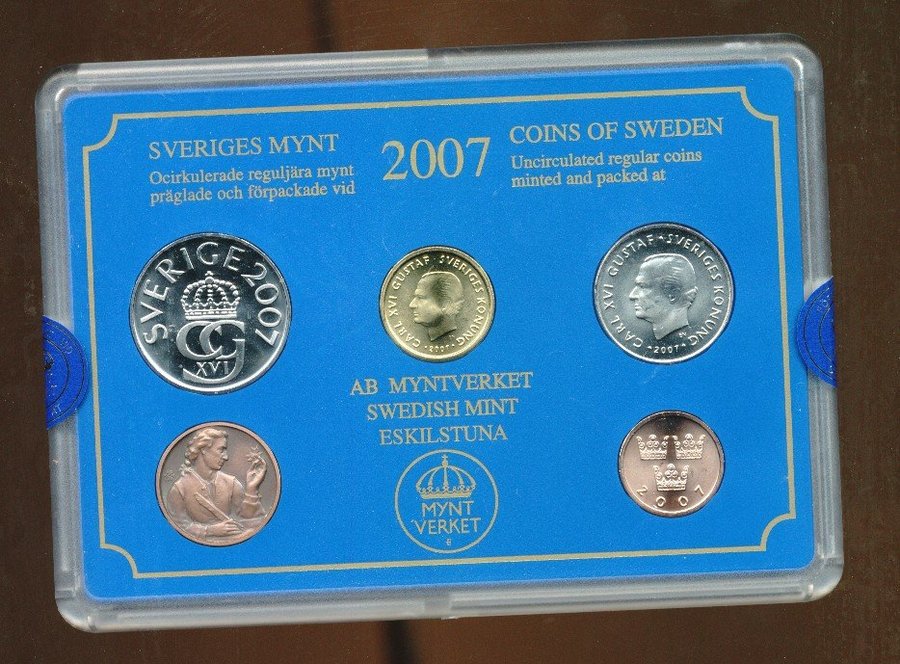 SVERIGES MYNT
Ocirkulerade reguljära mynt
präglade och förpackade vid
2007
COINS OF SWEDEN
Uncirculated regular coins
minted and packed at
SVERIGE 2007
CG
XVI
CARL XVI GUSTAF · SVERIGES KONUNG
· 2007 ·
CARL XVI GUSTAF · SVERIGES KONUNG
· 2007 ·
AB MYNTVERKET
SWEDISH MINT
ESKILSTUNA
MYNT
VERKET
2007